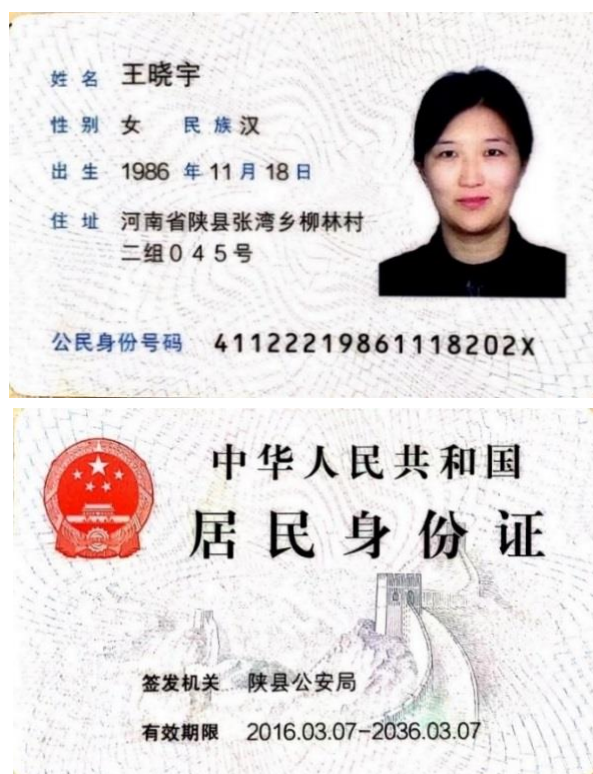 姓名 王晓宇
性别 女 民族 汉
出生 1986 年 11 月 18 日
住址 河南省陕县张湾乡柳林村
二组045号
公民身份号码 41122219861118202X
中华人民共和国
居民身份证
签发机关 陕县公安局
有效期限 2016.03.07-2036.03.07